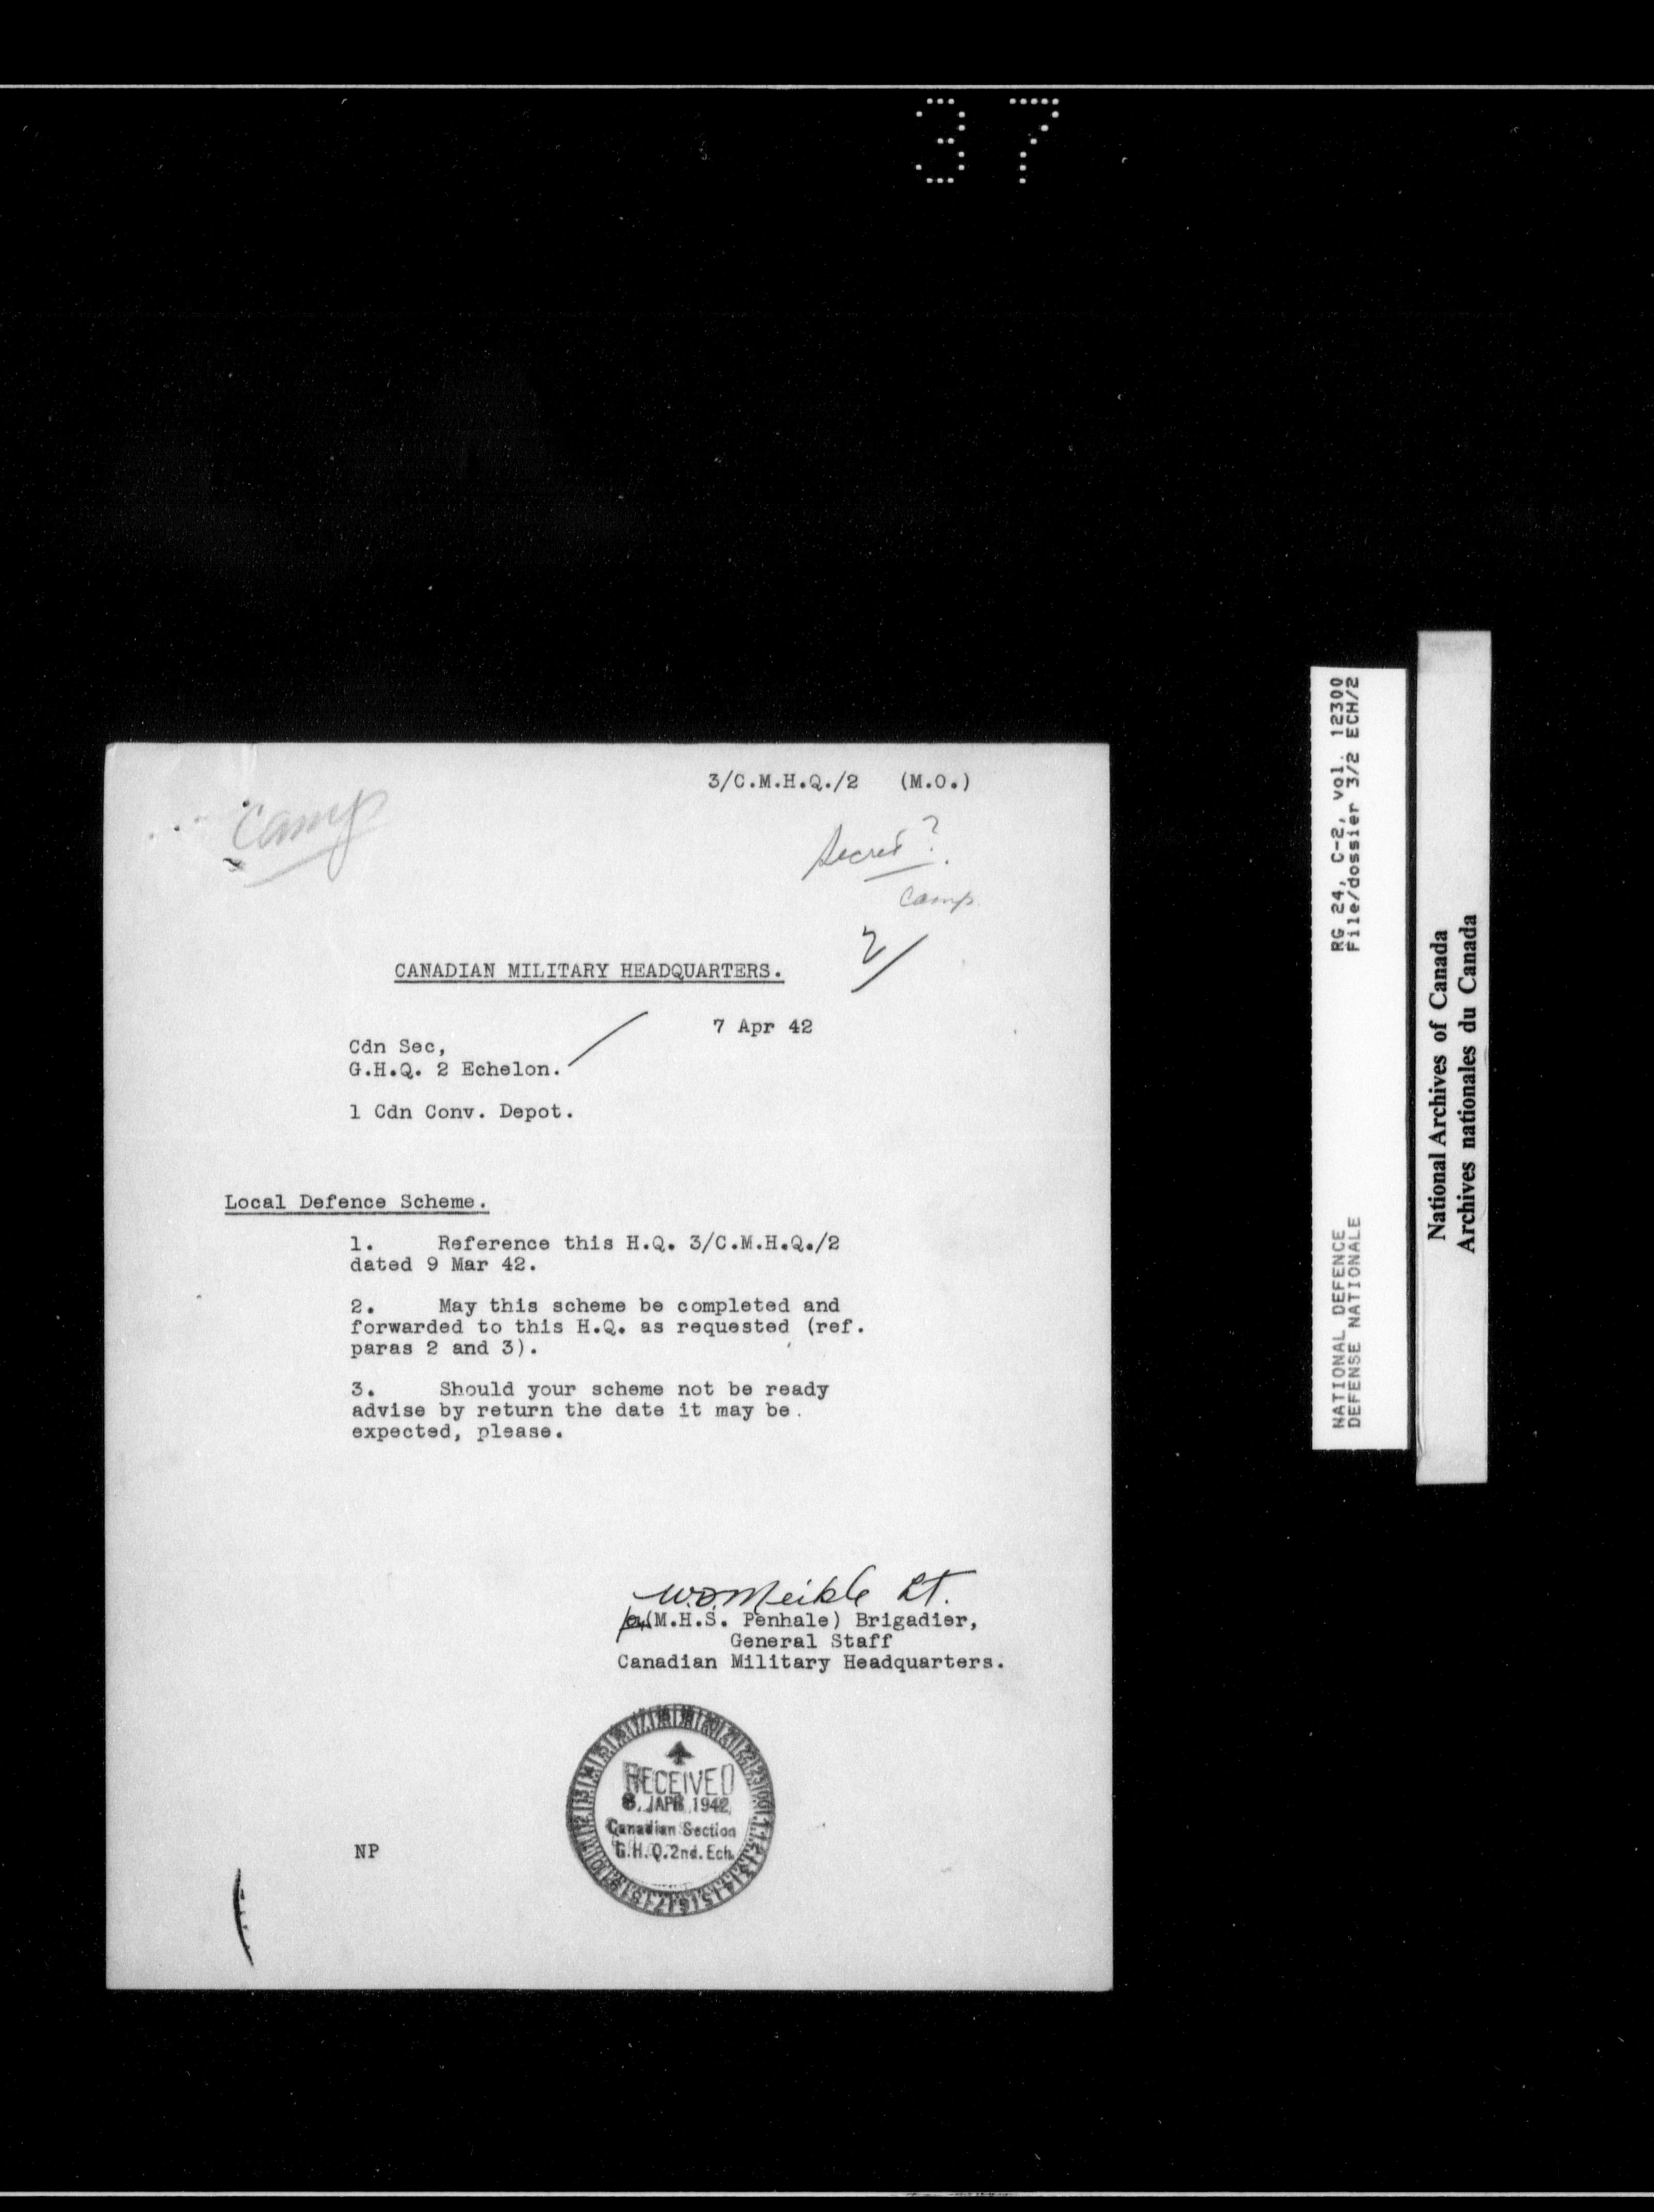 37
3/C.M.H.Q./2 (M.O.)
Camp
Secret?
Camp
2/
CANADIAN MILITARY HEADQUARTERS.
7 Apr 42
Cdn Sec,
G.H.Q. 2 Echelon.
1 Cdn Conv. Depot.
Local Defence Scheme.
1. Reference this H.Q. 3/C.M.H.Q./2
dated 9 Mar 42.
2. May this scheme be completed and
forwarded to this H.Q. as requested (ref.
paras 2 and 3).
3. Should your scheme not be ready
advise by return the date it may be
expected, please.
W.D. Meikle Lt.
for (M.H.S. Penhale) Brigadier,
General Staff
Canadian Military Headquarters.
RECEIVED
8. APR 1942
Canadian Section
G.H.Q. 2nd. Ech.
NP
RG 24, C-2, vol. 12300
File/dossier 3/2 ECH/2
NATIONAL DEFENCE
DEFENSE NATIONALE
National Archives of Canada
Archives nationales du Canada